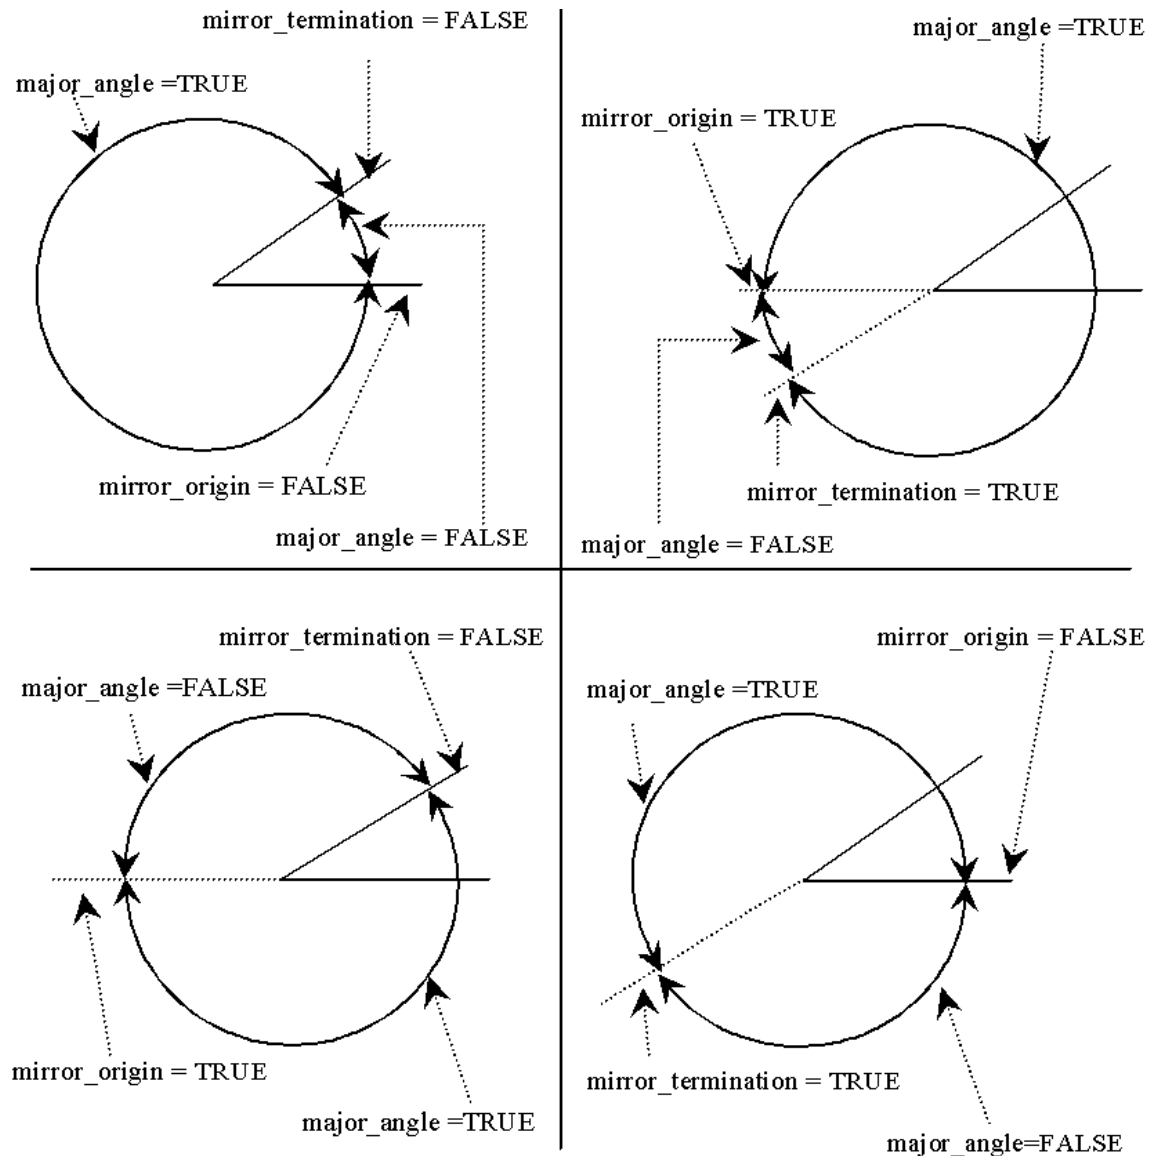 mirror_termination = FALSE
major_angle =TRUE
mirror_origin = FALSE
major_angle = FALSE
major_angle =TRUE
mirror_origin = TRUE
mirror_termination = TRUE
major_angle = FALSE
mirror_termination = FALSE
major_angle =FALSE
mirror_origin = TRUE
major_angle =TRUE
mirror_origin = FALSE
major_angle =TRUE
mirror_termination = TRUE
major_angle=FALSE